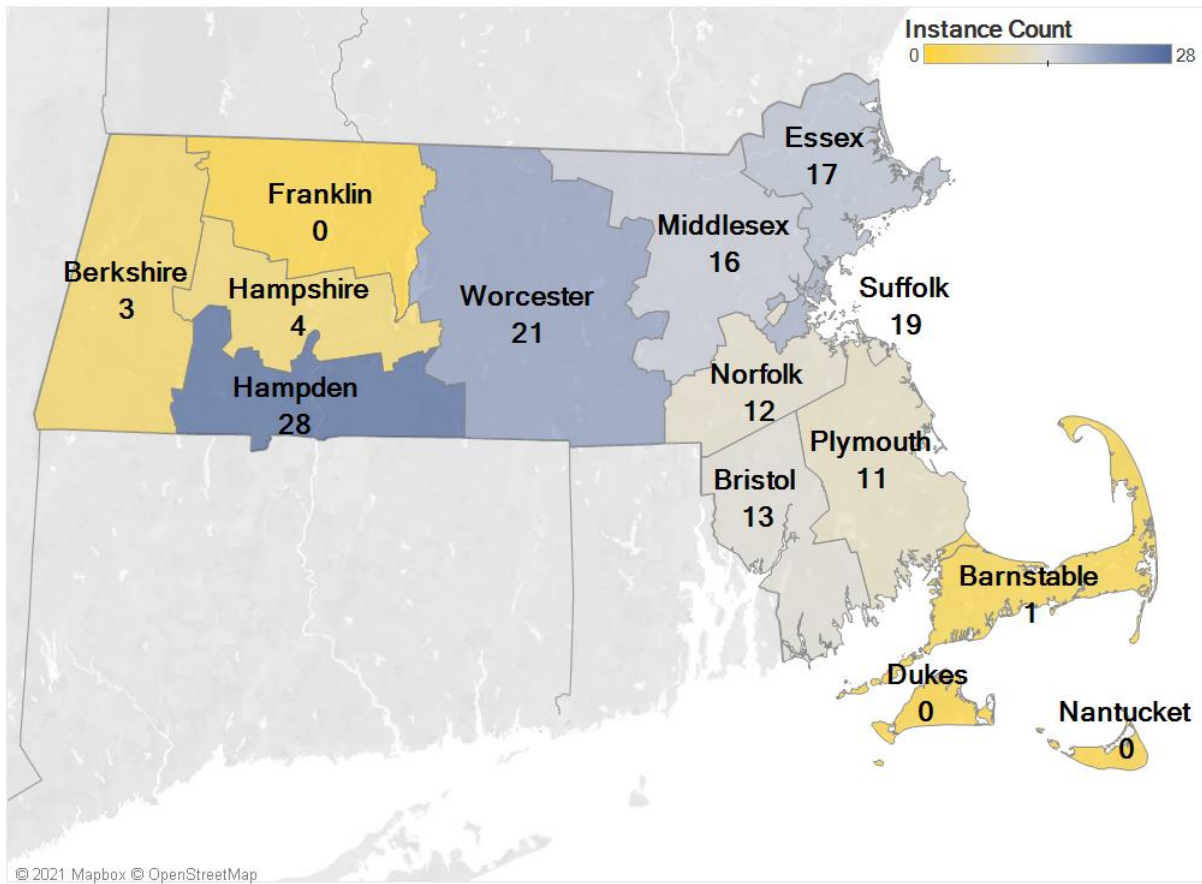 Instance Count
0 28
Essex
17
Franklin
0
Middlesex
16
Berkshire
3
Hampshire
4
Worcester
21
Suffolk
19
Hampden
28
Norfolk
12
Plymouth
11
Bristol
13
Barnstable
1
Dukes
0
Nantucket
0
© 2021 Mapbox © OpenStreetMap